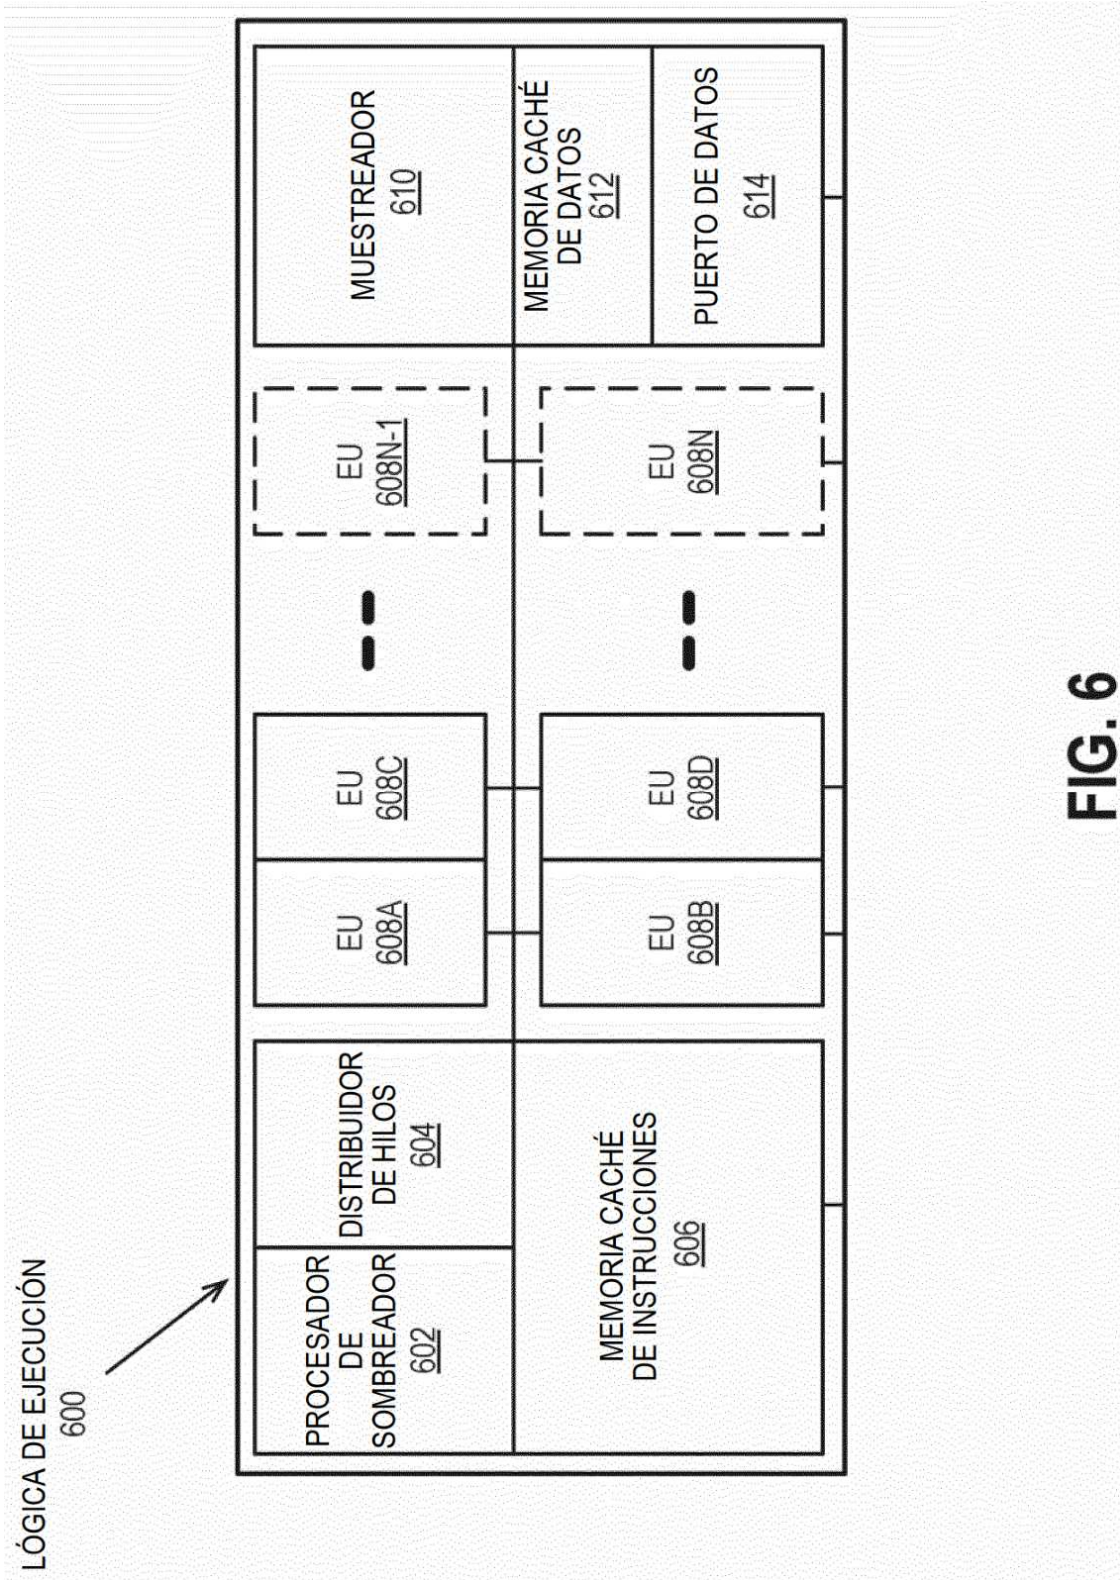 LÓGICA DE EJECUCIÓN
600
PROCESADOR
DE
SOMBREADOR
602
DISTRIBUIDOR
DE HILOS
604
MEMORIA CACHÉ
DE INSTRUCCIONES
606
EU
608A
EU
608C
EU
608N-1
EU
608B
EU
608D
EU
608N
MUESTREADOR
610
MEMORIA CACHÉ
DE DATOS
612
PUERTO DE DATOS
614
FIG. 6